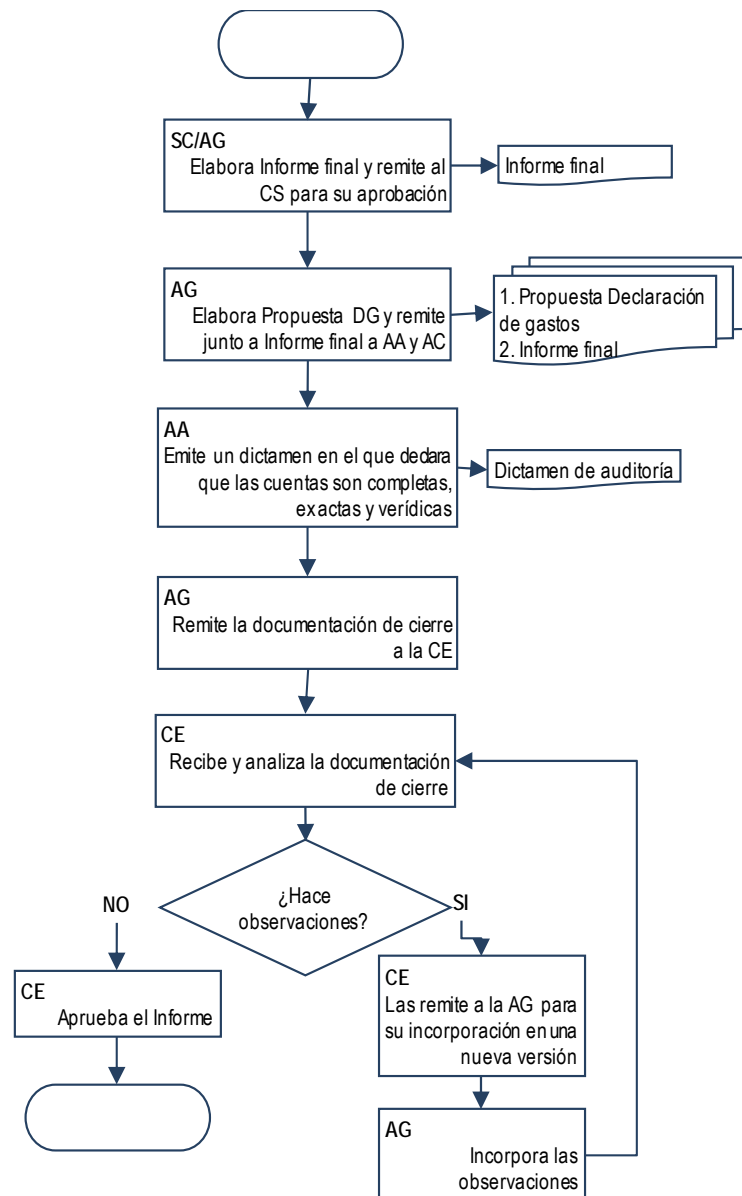 SC/AG
Elabora Informe final y remite al
CS para su aprobación
Informe final
AG
Elabora Propuesta DG y remite
junto a Informe final a AA y AC
1. Propuesta Declaración
de gastos
2. Informe final
AA
Emite un dictamen en el que declara
que las cuentas son completas,
exactas y verídicas
Dictamen de auditoría
AG
Remite la documentación de cierre
a la CE
CE
Recibe y analiza la documentación
de cierre
¿Hace
observaciones?
NO
SI
CE
Aprueba el Informe
CE
Las remite a la AG para
su incorporación en una
nueva versión
AG
Incorpora las
observaciones